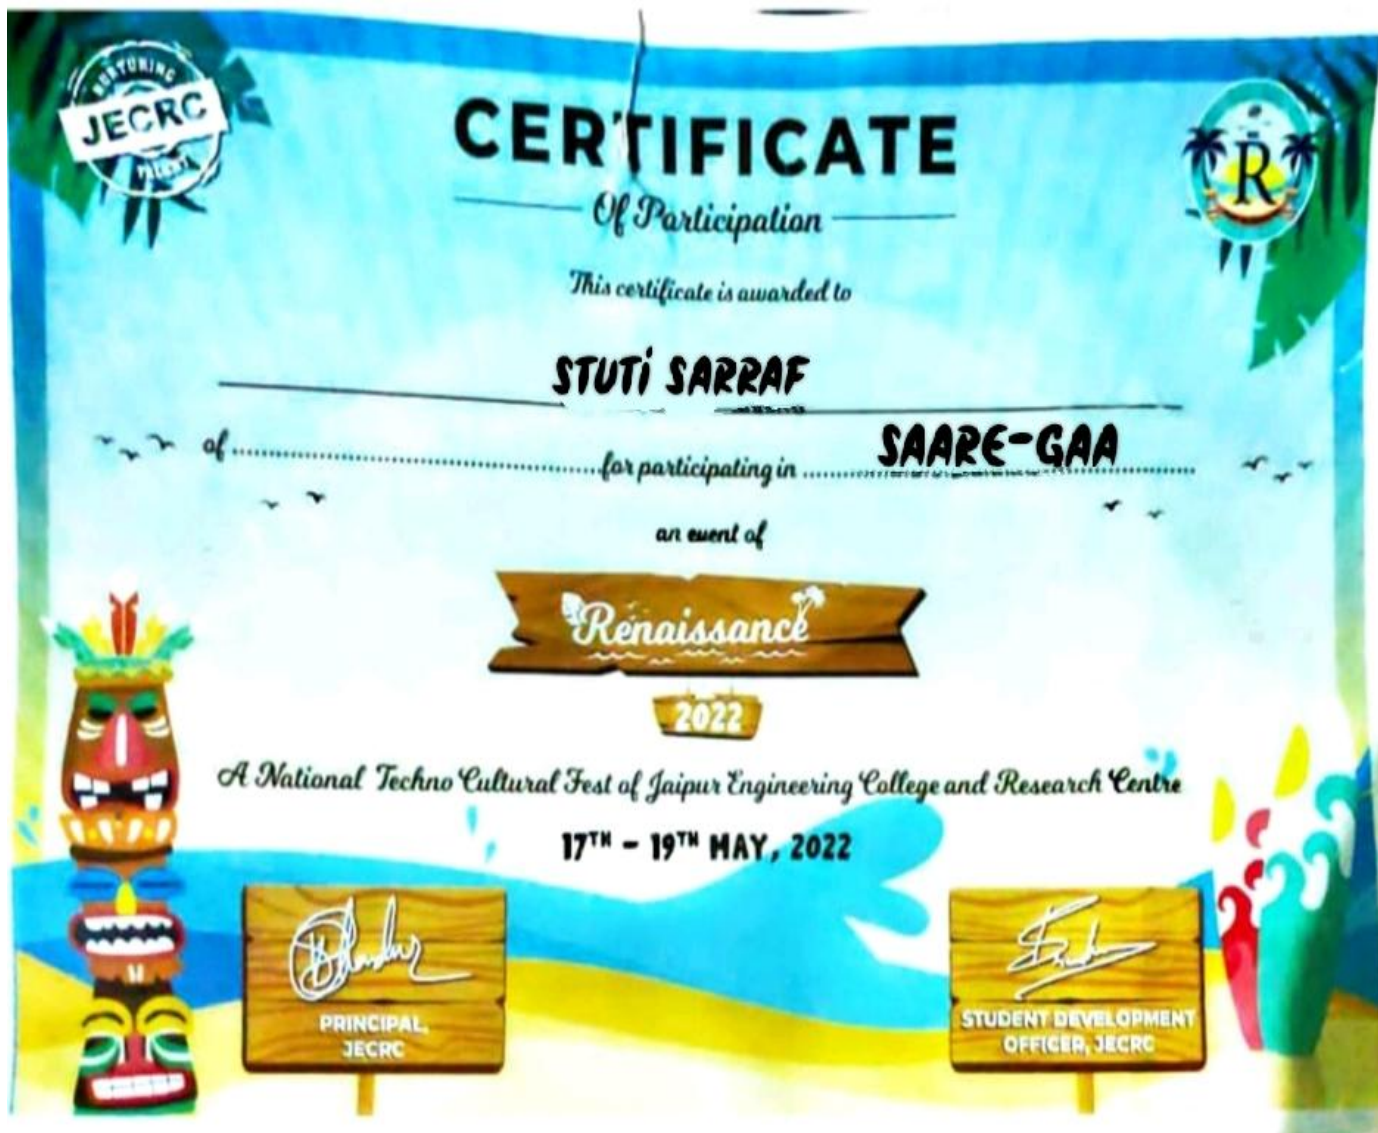 NURTURING
JECRC
TALENT
R
CERTIFICATE
Of Participation
This certificate is awarded to
STUTI SARRAF
of ........................................ for participating in ........ SAARE-GAA ........
an event of
Renaissance
2022
A National Techno Cultural Fest of Jaipur Engineering College and Research Centre
17TH - 19TH MAY, 2022
PRINCIPAL,
JECRC
STUDENT DEVELOPMENT
OFFICER, JECRC